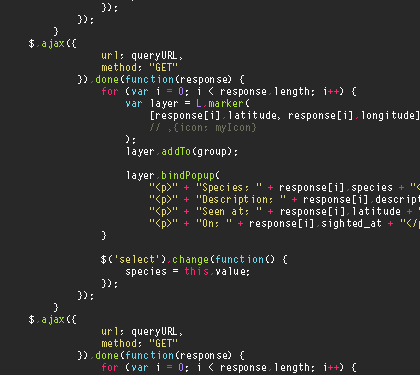 });
});
}
$.ajax({
url: queryURL,
method: "GET"
}).done(function(response) {
for (var i = 0; i < response.length; i++) {
var layer = L.marker(
[response[i].latitude, response[i].longitude]
// ,{icon: myIcon}
);
layer.addTo(group);
layer.bindPopup(
"<p>" + "Species: " + response[i].species + "<
"<p>" + "Description: " + response[i].descript
"<p>" + "Seen at: " + response[i].latitude + "
"<p>" + "On: " + response[i].sighted_at + "</p
}
$('select').change(function() {
species = this.value;
});
});
}
$.ajax({
url: queryURL,
method: "GET"
}).done(function(response) {
for (var i = 0; i < response.length; i++) {